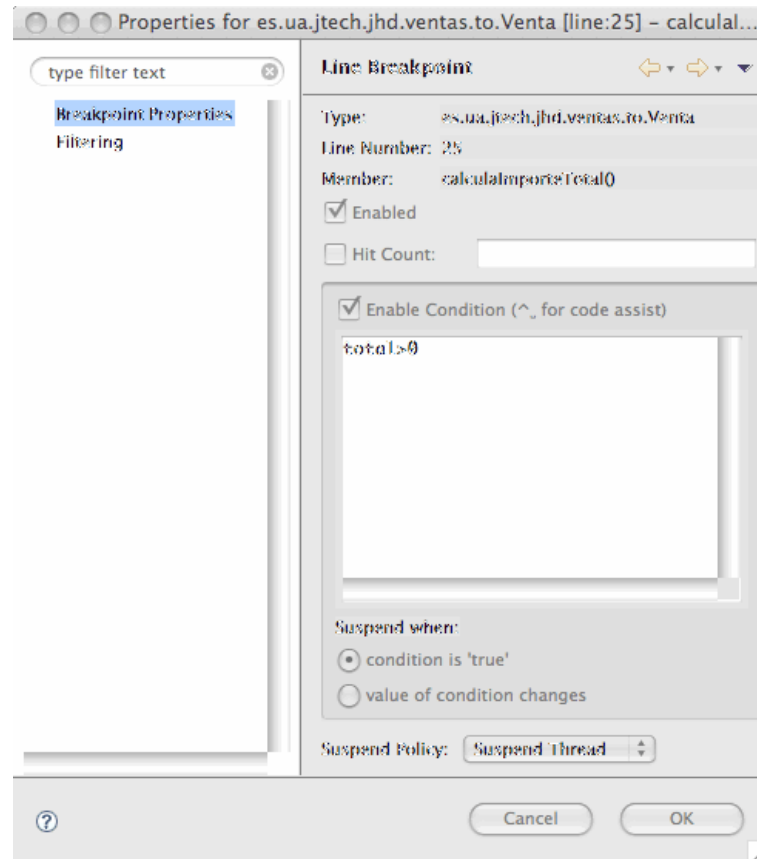 Properties for es.ua.jtech.jhd.ventas.to.Venta [line:25] – calculaI...
type filter text
Breakpoint Properties
Filtering
Line Breakpoint
Type: es.ua.jtech.jhd.ventas.to.Venta
Line Number: 25
Member: calculaImporteTotal()
Enabled
Hit Count:
Enable Condition (^␣ for code assist)
total>0
Suspend when:
condition is 'true'
value of condition changes
Suspend Policy: Suspend Thread
? Cancel OK